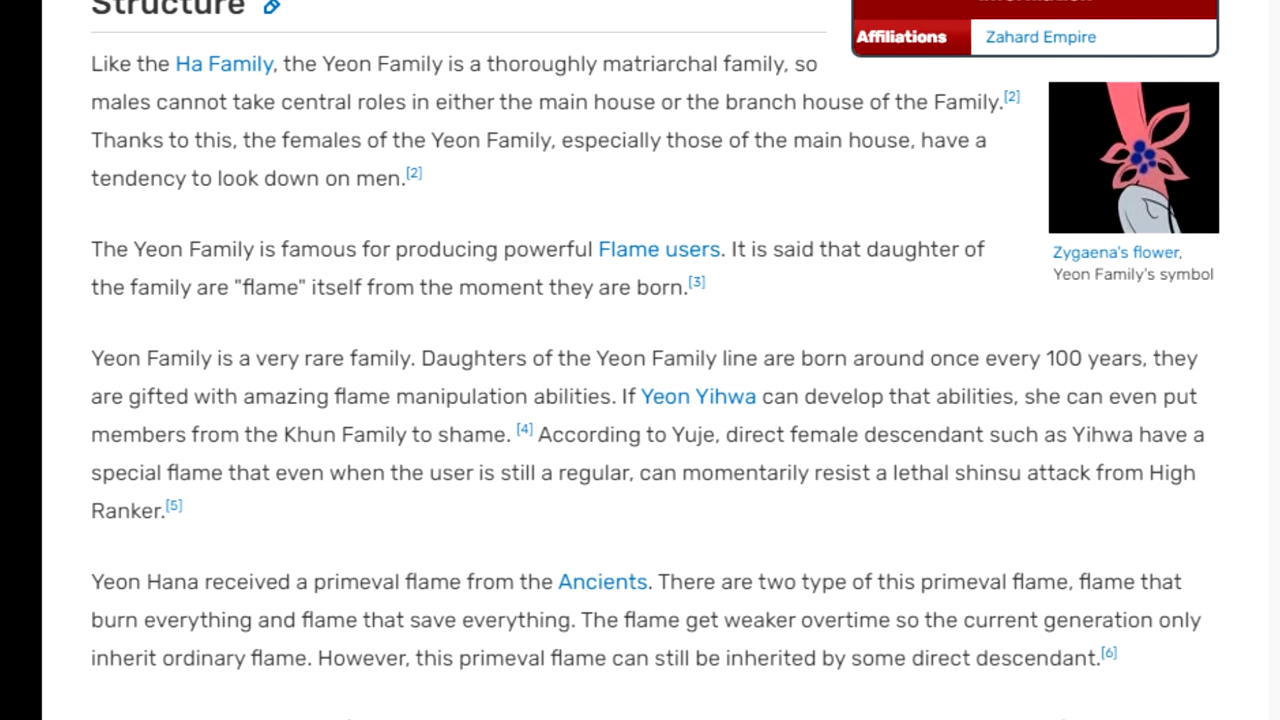 Structure
Affiliations Zahard Empire
Like the Ha Family, the Yeon Family is a thoroughly matriarchal family, so
males cannot take central roles in either the main house or the branch house of the Family.[2]
Thanks to this, the females of the Yeon Family, especially those of the main house, have a
tendency to look down on men.[2]
Zygaena's flower,
Yeon Family's symbol
The Yeon Family is famous for producing powerful Flame users. It is said that daughter of
the family are "flame" itself from the moment they are born.[3]
Yeon Family is a very rare family. Daughters of the Yeon Family line are born around once every 100 years, they
are gifted with amazing flame manipulation abilities. If Yeon Yihwa can develop that abilities, she can even put
members from the Khun Family to shame. [4] According to Yuje, direct female descendant such as Yihwa have a
special flame that even when the user is still a regular, can momentarily resist a lethal shinsu attack from High
Ranker.[5]
Yeon Hana received a primeval flame from the Ancients. There are two type of this primeval flame, flame that
burn everything and flame that save everything. The flame get weaker overtime so the current generation only
inherit ordinary flame. However, this primeval flame can still be inherited by some direct descendant.[6]